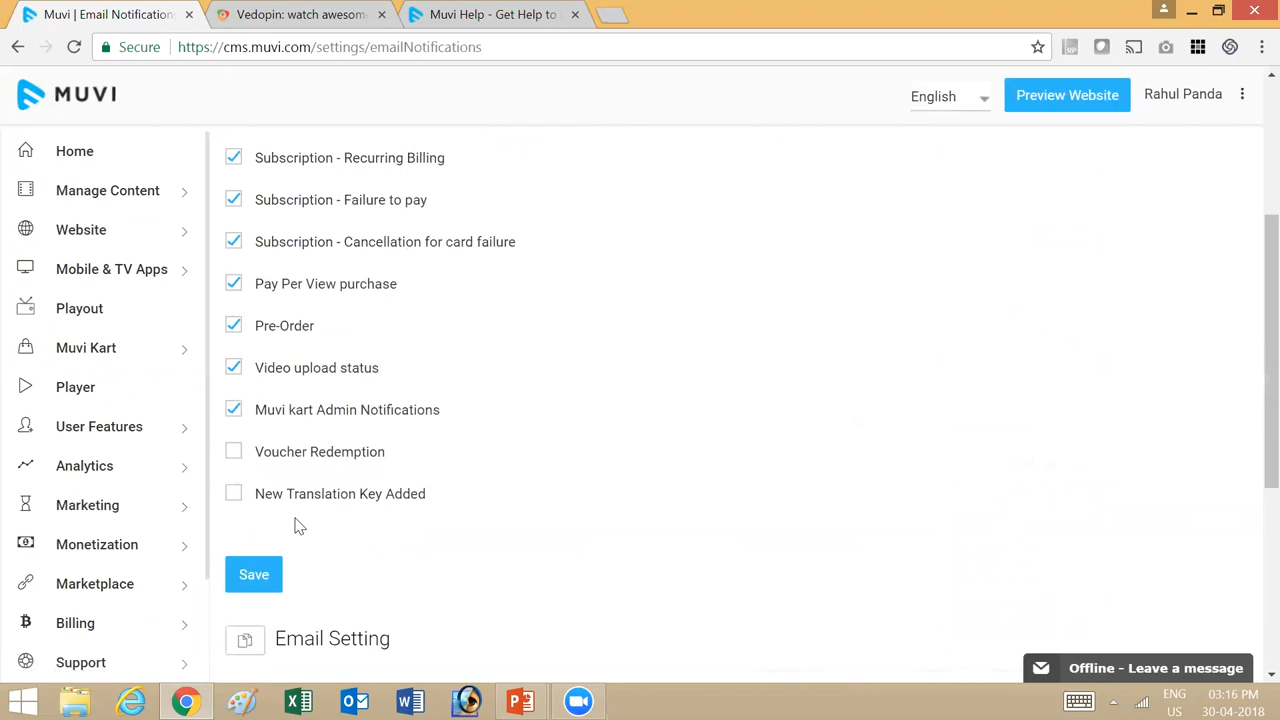 Muvi | Email Notification
Vedopin: watch awesom
Muvi Help - Get Help to
Secure
https://cms.muvi.com/settings/emailNotifications
MUVI
English
Preview Website
Rahul Panda
Home
Manage Content
Website
Mobile & TV Apps
Playout
Muvi Kart
Player
User Features
Analytics
Marketing
Monetization
Marketplace
Billing
Support
Subscription - Recurring Billing
Subscription - Failure to pay
Subscription - Cancellation for card failure
Pay Per View purchase
Pre-Order
Video upload status
Muvi kart Admin Notifications
Voucher Redemption
New Translation Key Added
Save
Email Setting
Offline - Leave a message
ENG
US
03:16 PM
30-04-2018